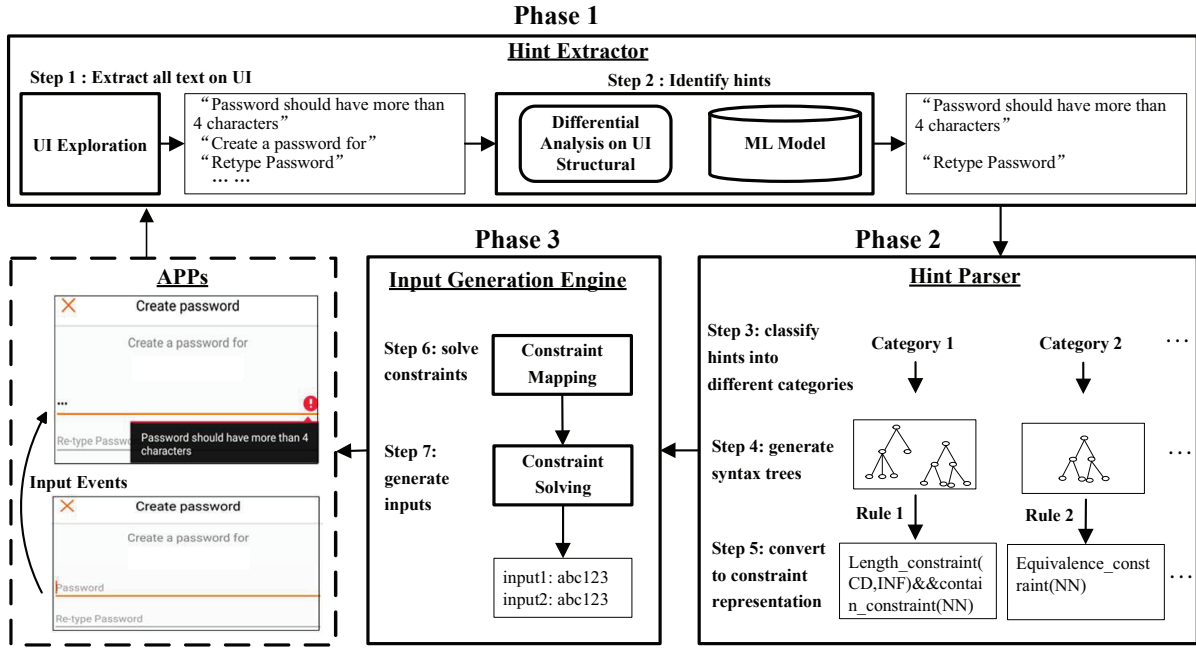 Phase 1
Hint Extractor
Step 1 : Extract all text on UI
Step 2 : Identify hints
UI Exploration
“Password should have more than
4 characters”
“Create a password for”
“Retype Password”
… …
Differential
Analysis on UI
Structural
ML Model
“Password should have more than
4 characters”
“Retype Password”
Phase 3
Phase 2
APPs
Create password
Create a password for
•••
Re-type Password
Password should have more than 4
characters
Input Events
Create password
Create a password for
Password
Re-type Password
Input Generation Engine
Step 6: solve
constraints
Constraint
Mapping
Step 7:
generate
inputs
Constraint
Solving
input1: abc123
input2: abc123
Hint Parser
Step 3: classify
hints into
different categories
Category 1
Category 2
…
Step 4: generate
syntax trees
…
Rule 1
Rule 2
Step 5: convert
to constraint
representation
Length_constraint(
CD,INF)&&contai
n_constraint(NN)
Equivalence_const
raint(NN)
…